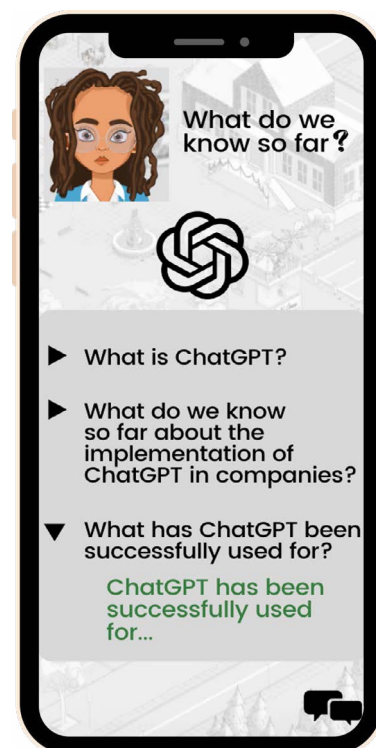 What do we
know so far?
What is ChatGPT?
What do we know
so far about the
implementation of
ChatGPT in companies?
What has ChatGPT been
successfully used for?
ChatGPT has been
successfully used
for...